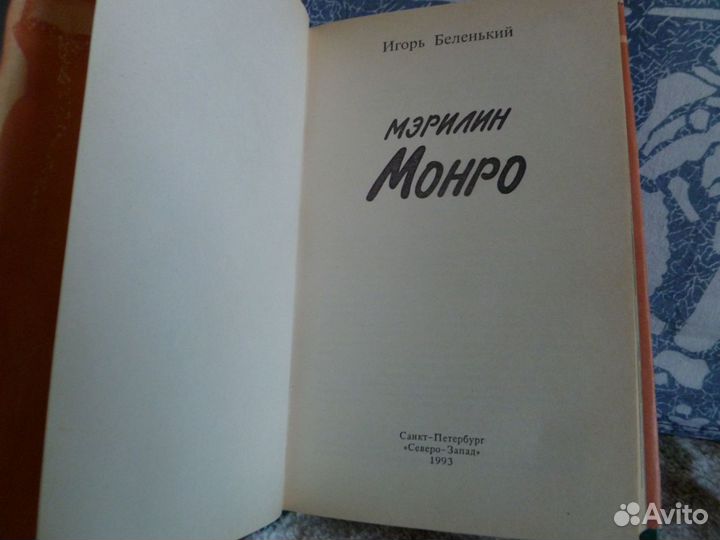 Игорь Беленький
МЭРИЛИН
МОНРО
Санкт-Петербург
«Северо-Запад»
1993
Avito